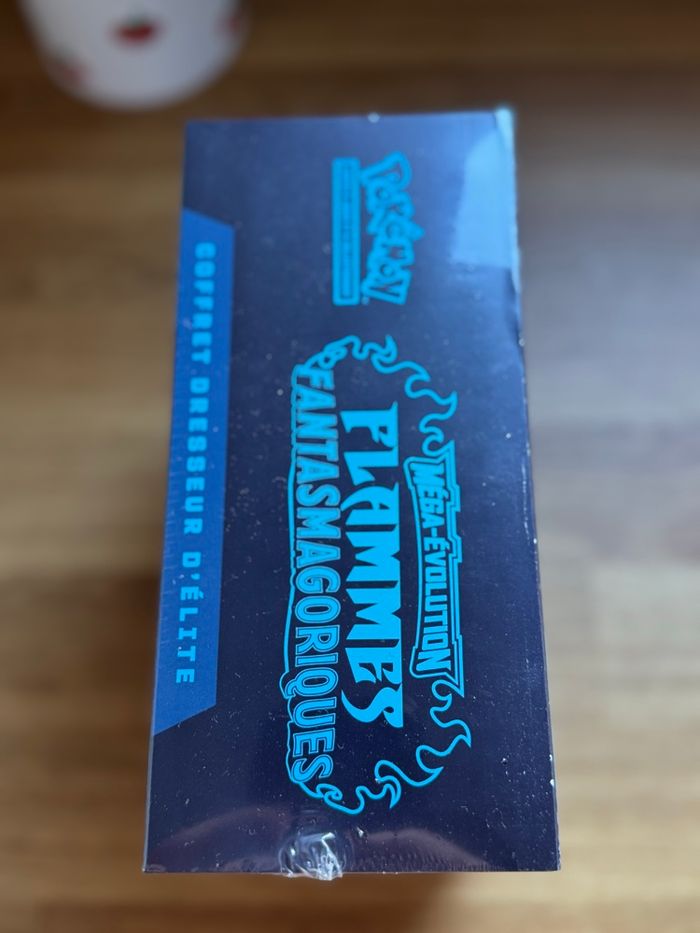 POKÉMON
MÉGA-ÉVOLUTION
FLAMMES
FANTASMAGORIQUES
COFFRET DRESSEUR D'ÉLITE